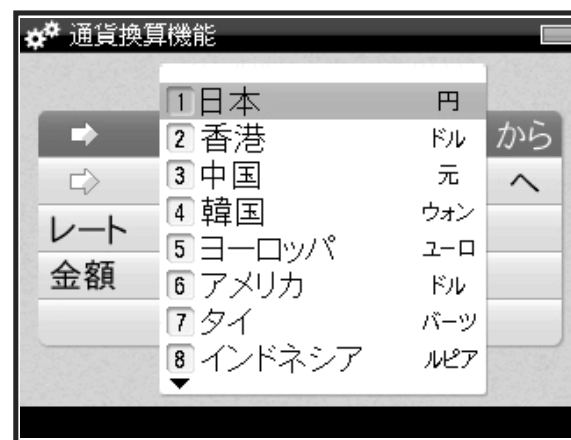 通貨換算機能
1 日本 円
2 香港 ドル
3 中国 元
4 韓国 ウォン
5 ヨーロッパ ユーロ
6 アメリカ ドル
7 タイ バーツ
8 インドネシア ルピア
から
へ
レート
金額